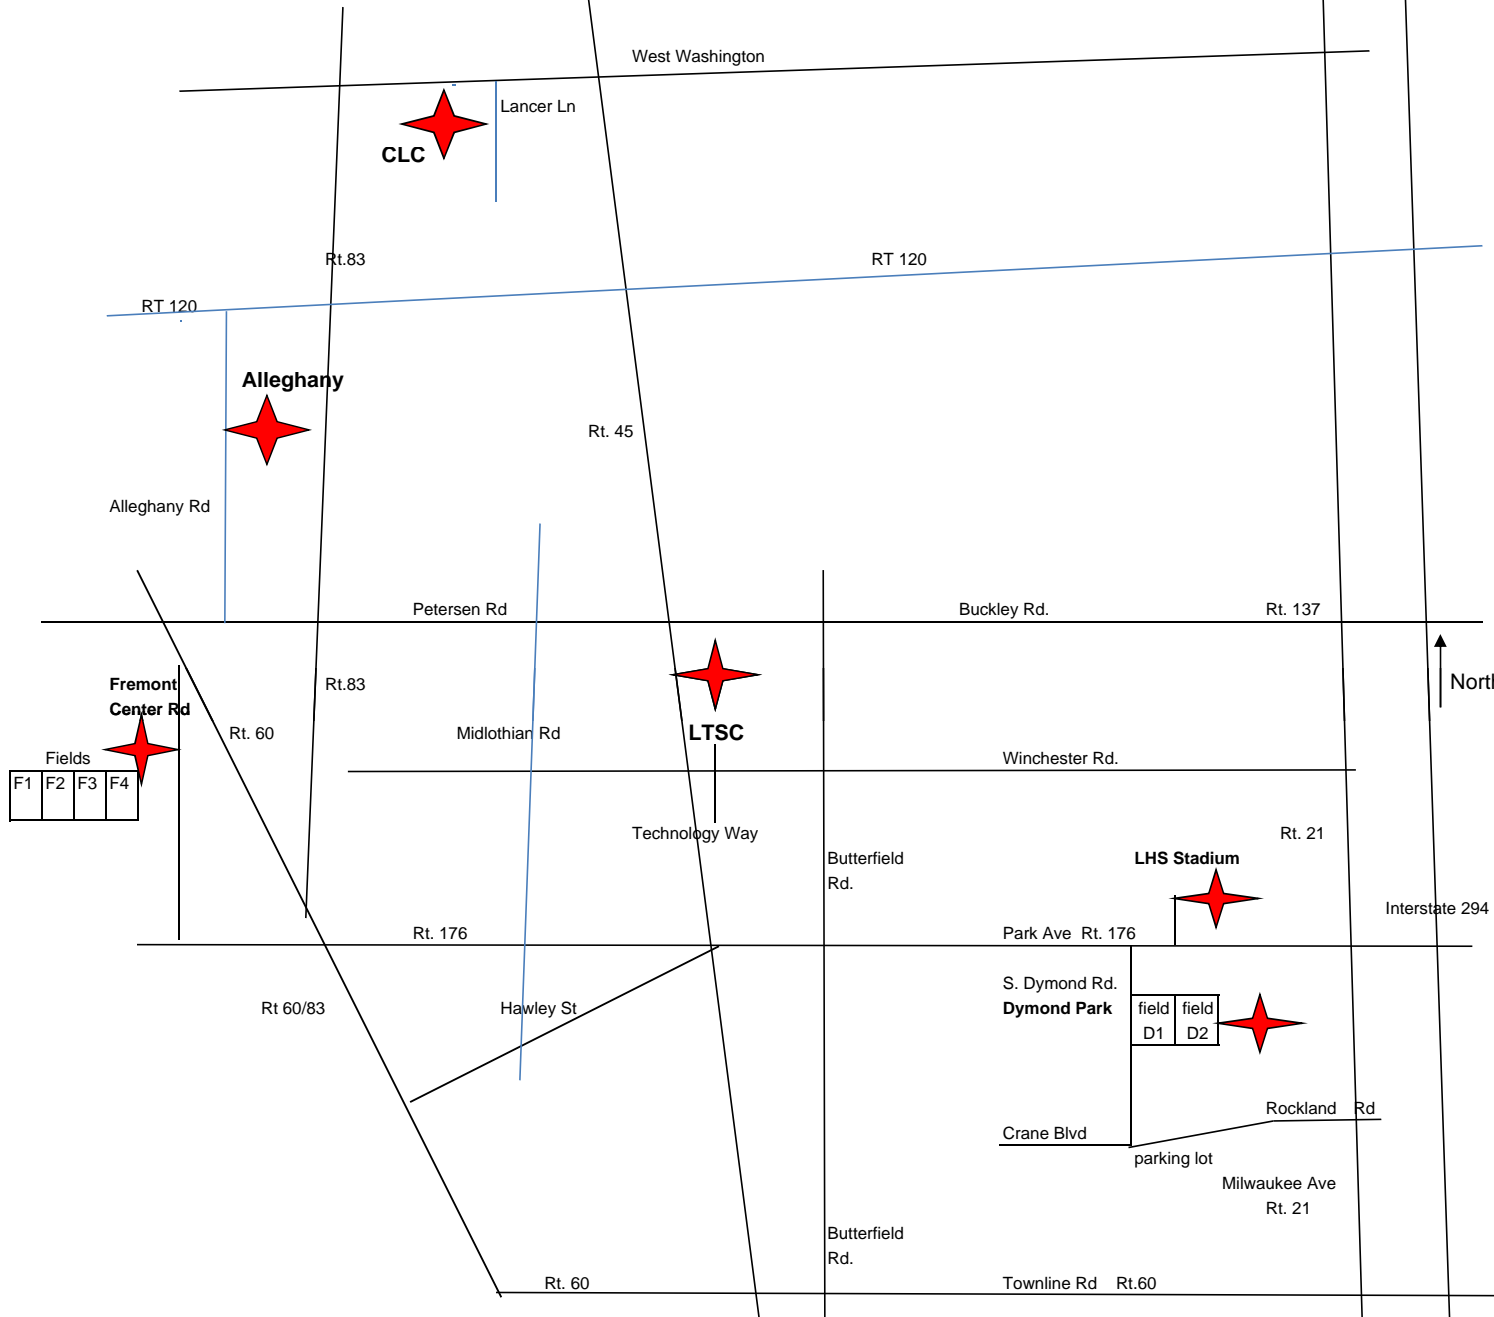 West Washington
Lancer Ln
CLC
Rt.83
RT 120
RT 120
Alleghany
Rt. 45
Alleghany Rd
Petersen Rd
Buckley Rd.
Rt. 137
North
Fremont
Center Rd
Rt.83
Rt. 60
Midlothian Rd
LTSC
Fields
F1 F2 F3 F4
Winchester Rd.
Technology Way
Rt. 21
Butterfield
Rd.
LHS Stadium
Interstate 294
Rt. 176
Park Ave Rt. 176
S. Dymond Rd.
Dymond Park
field
D1
field
D2
Rt 60/83
Hawley St
Rockland Rd
Crane Blvd
parking lot
Milwaukee Ave
Rt. 21
Butterfield
Rd.
Rt. 60
Townline Rd Rt.60